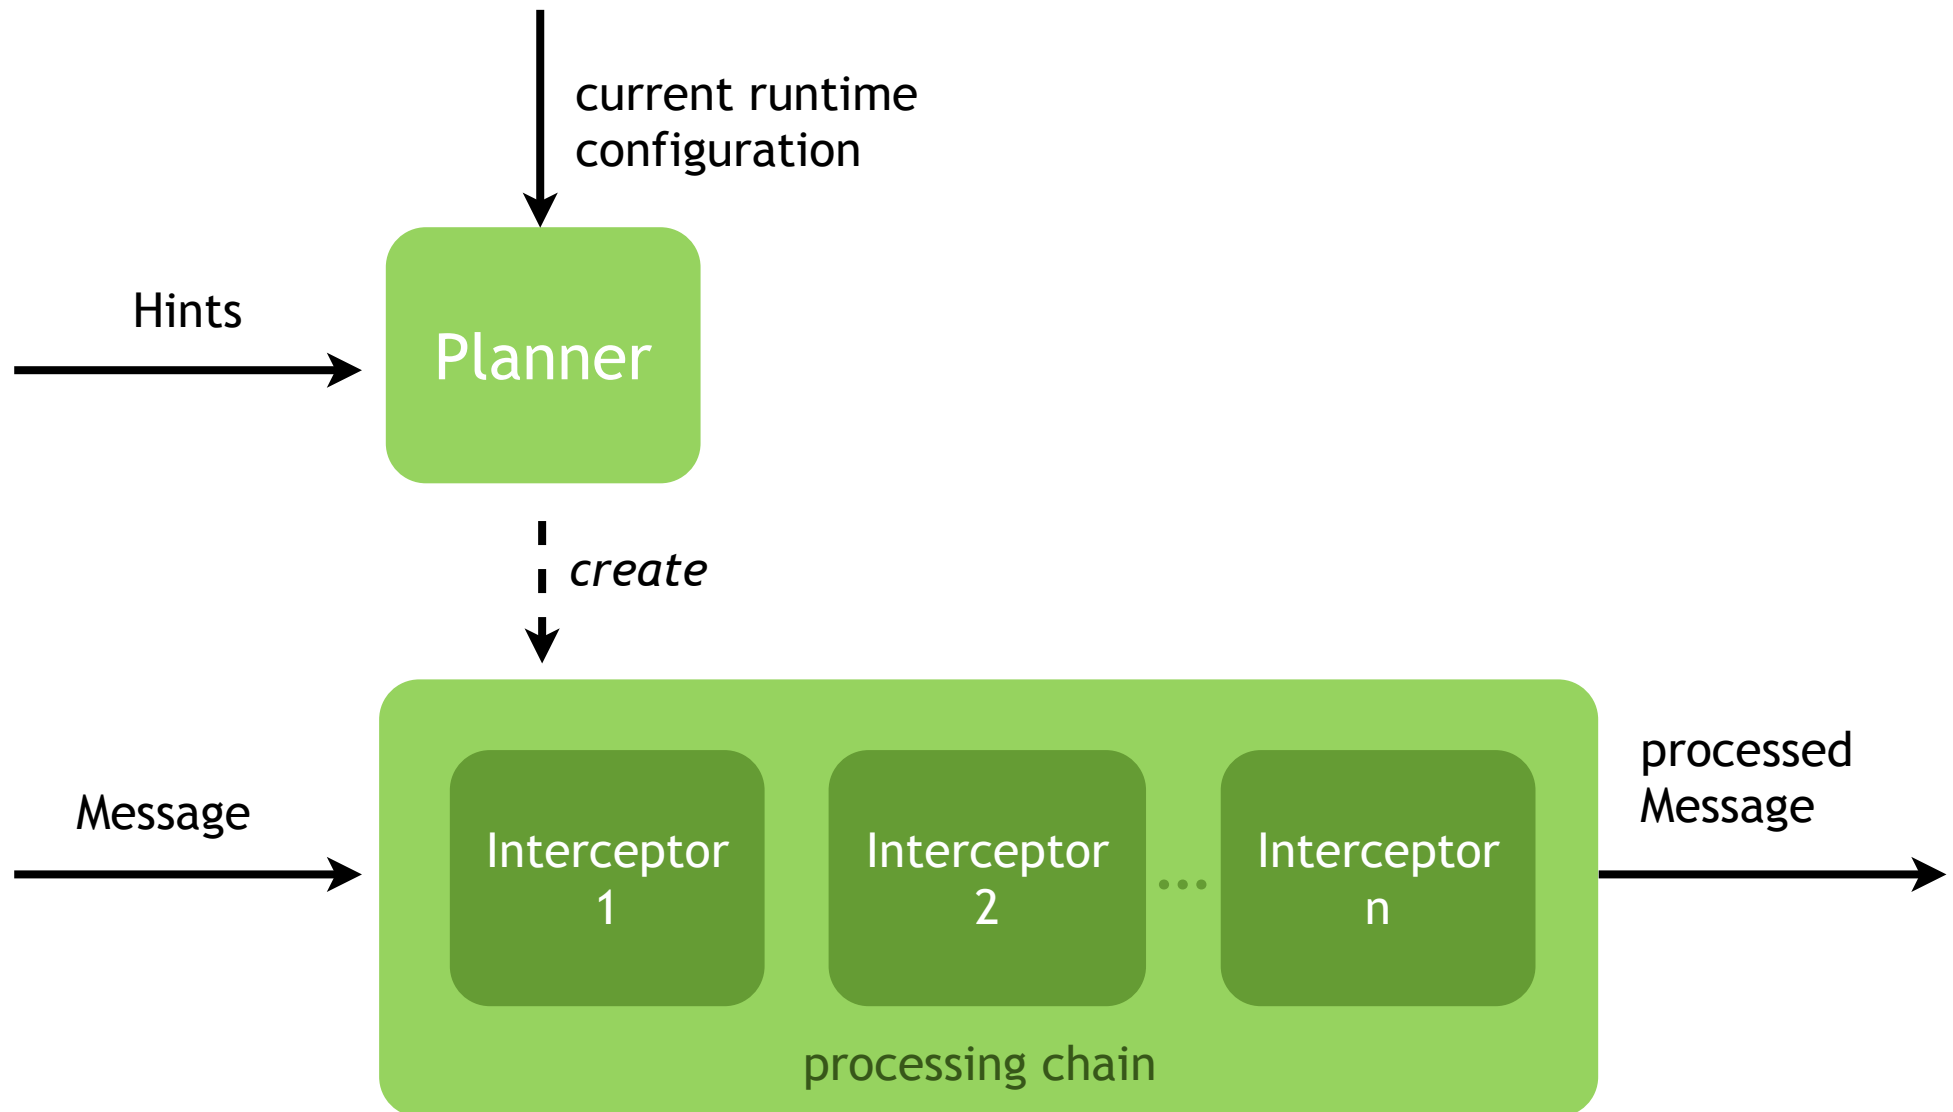 current runtime
configuration
Hints
Planner
create
Message
Interceptor
1
Interceptor
2
...
Interceptor
n
processed
Message
processing chain